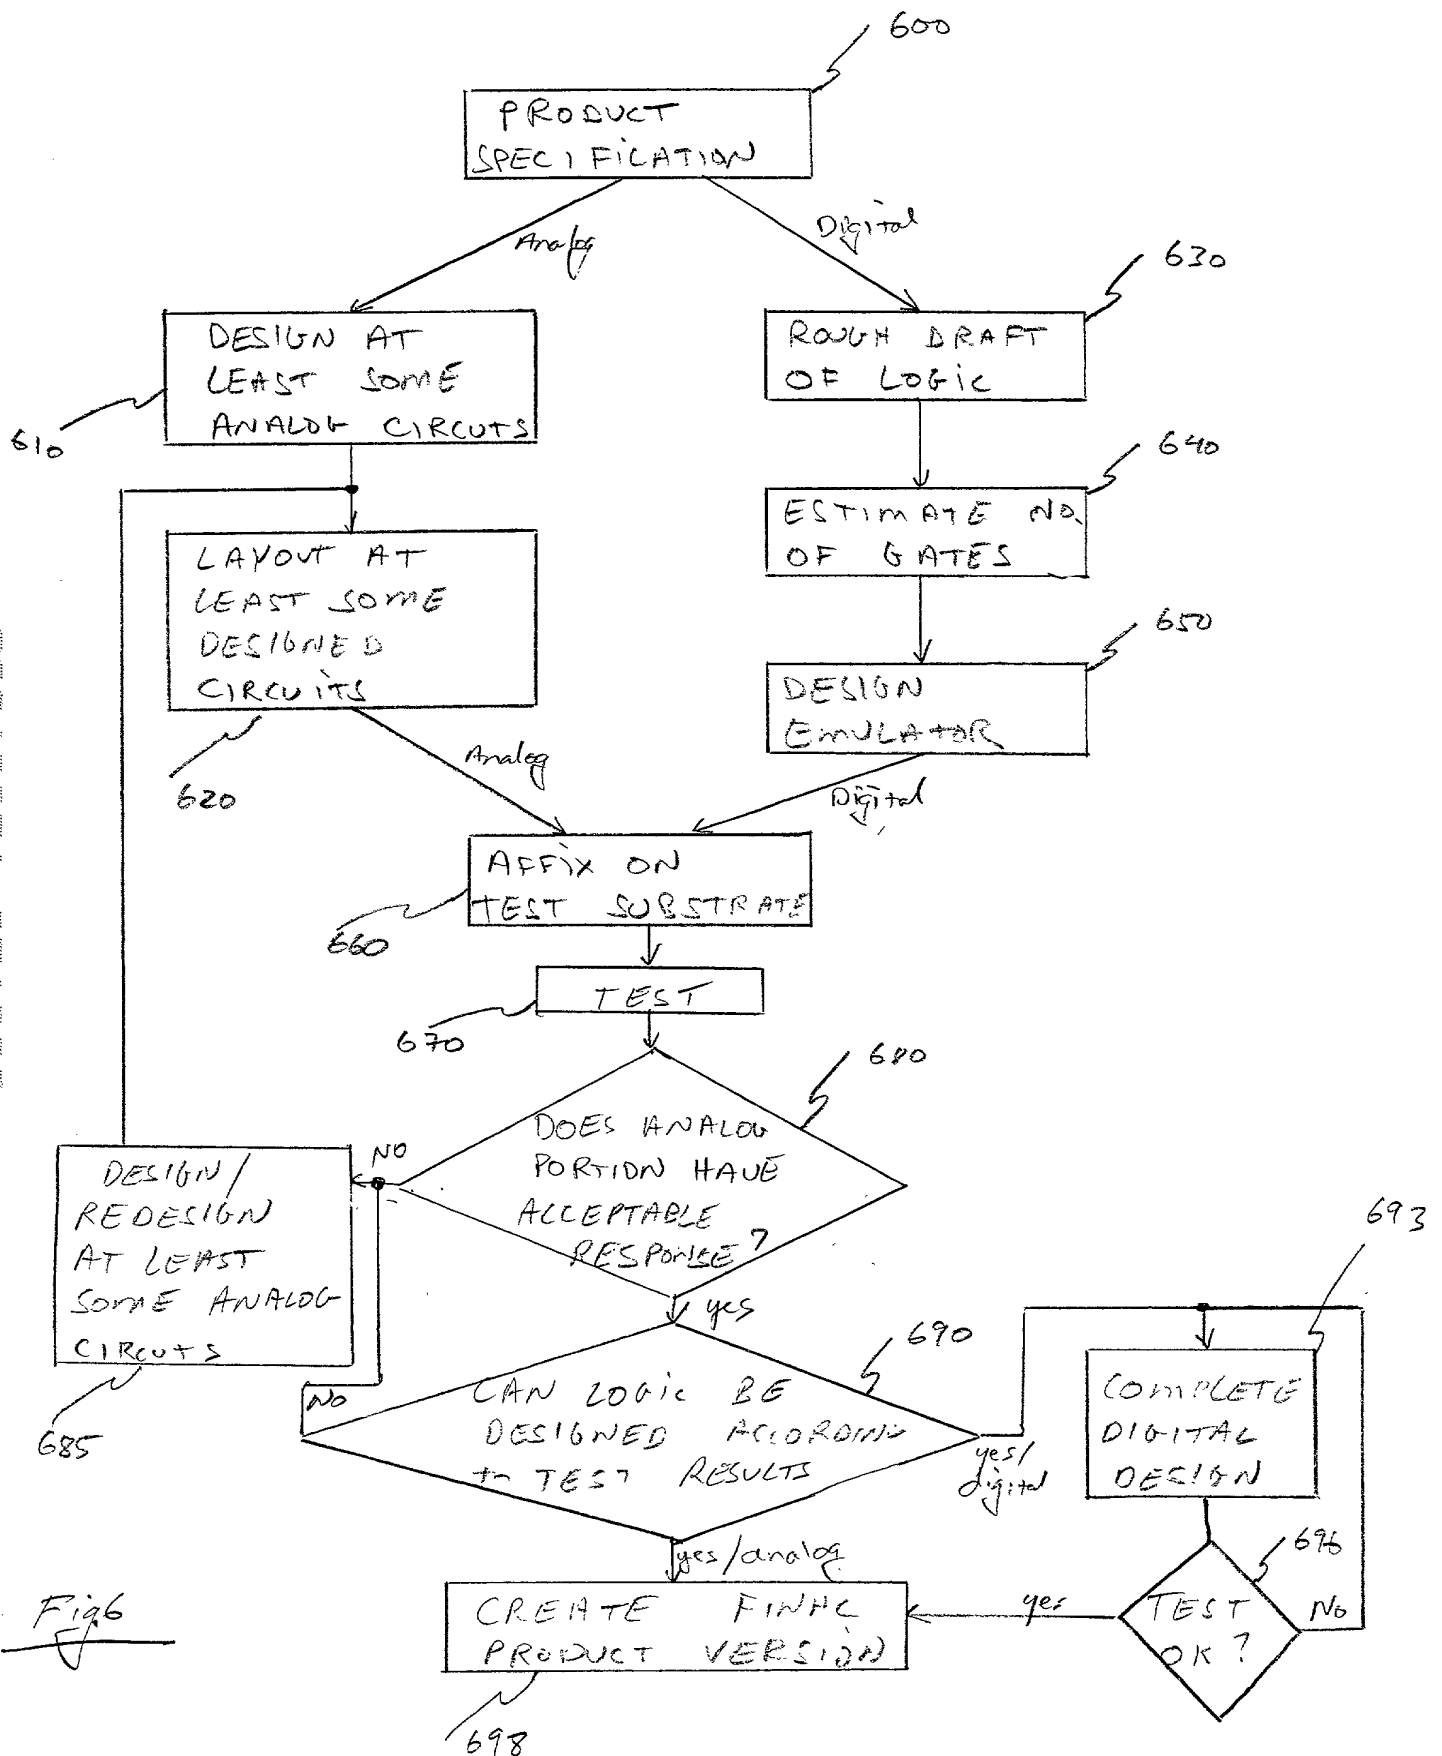 600
PRODUCT
SPECIFICATION
Analog
Digital
630
DESIGN AT
LEAST SOME
ANALOG CIRCUTS
610
ROUGH DRAFT
OF LOGIC
640
ESTIMATE NO.
OF GATES
LAYOUT AT
LEAST SOME
DESIGNED
CIRCUITS
620
650
DESIGN
EMULATOR
Analog
Digital
AFFIX ON
TEST SUBSTRATE
660
TEST
670
680
DOES ANALOG
PORTION HAVE
ACCEPTABLE
RESPONSE?
NO
yes
DESIGN/
REDESIGN
AT LEAST
SOME ANALOG
CIRCUTS
685
690
CAN LOGIC BE
DESIGNED ACCORDING
to TEST RESULTS
NO
yes/
digital
693
COMPLETE
DIGITAL
DESIGN
yes/analog
696
TEST
OK?
yes
NO
CREATE FINAL
PRODUCT VERSION
698
Fig 6